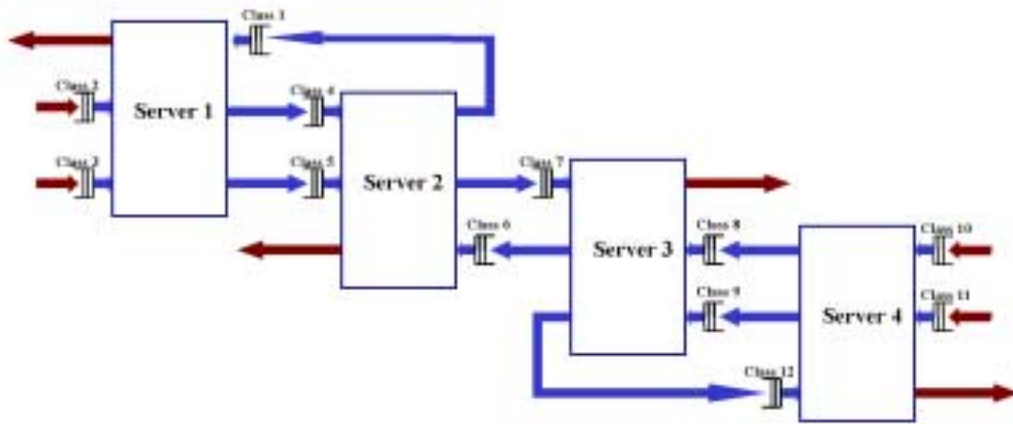 Class 1
Class 2
Class 4
Server 1
Class 3
Class 5
Server 2
Class 7
Class 6
Class 8
Class 10
Server 3
Class 9
Class 11
Server 4
Class 12